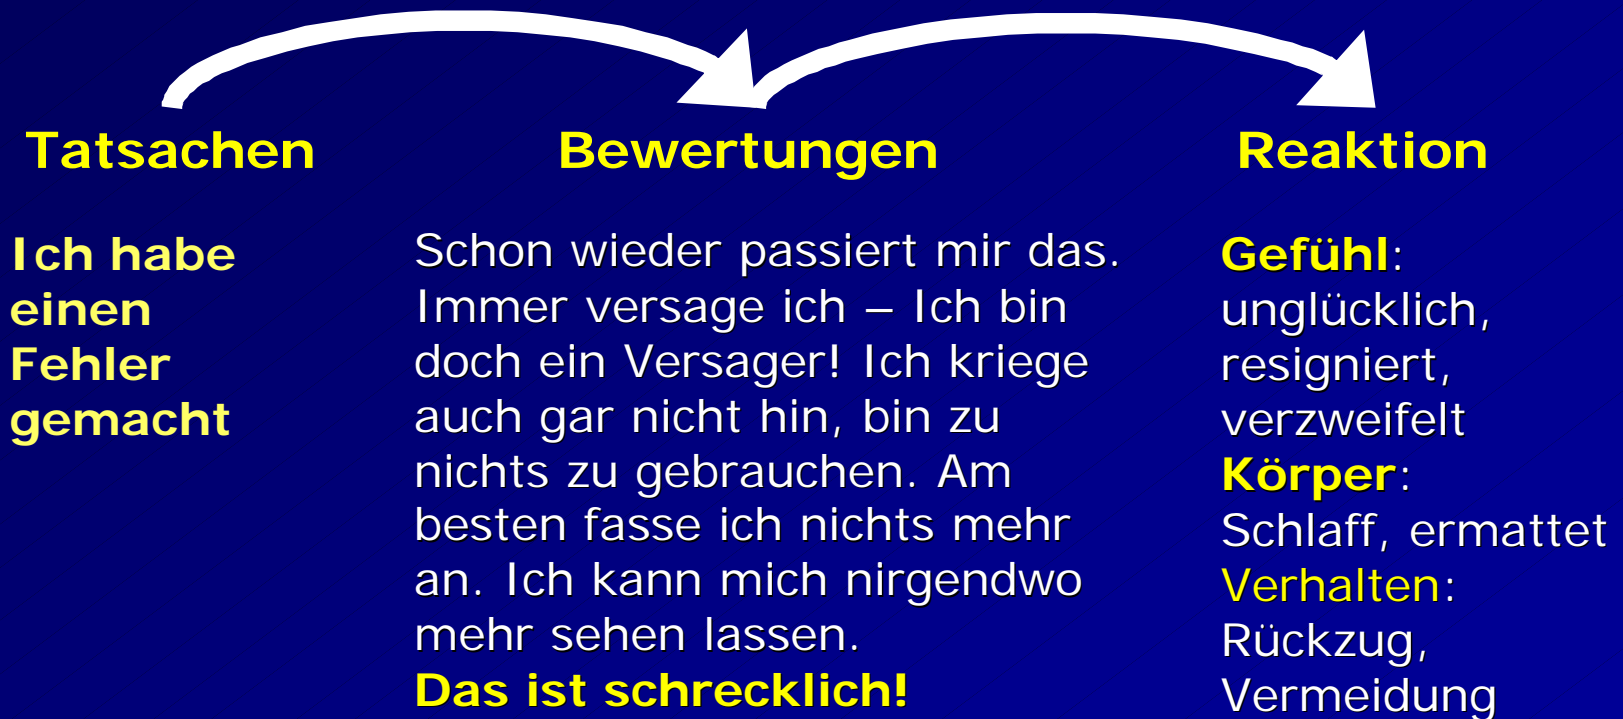 Tatsachen
Bewertungen
Reaktion
Ich habe
einen
Fehler
gemacht
Schon wieder passiert mir das.
Immer versage ich – Ich bin
doch ein Versager! Ich kriege
auch gar nicht hin, bin zu
nichts zu gebrauchen. Am
besten fasse ich nichts mehr
an. Ich kann mich nirgendwo
mehr sehen lassen.
Das ist schrecklich!
Gefühl:
unglücklich,
resigniert,
verzweifelt
Körper:
Schlaff, ermattet
Verhalten:
Rückzug,
Vermeidung